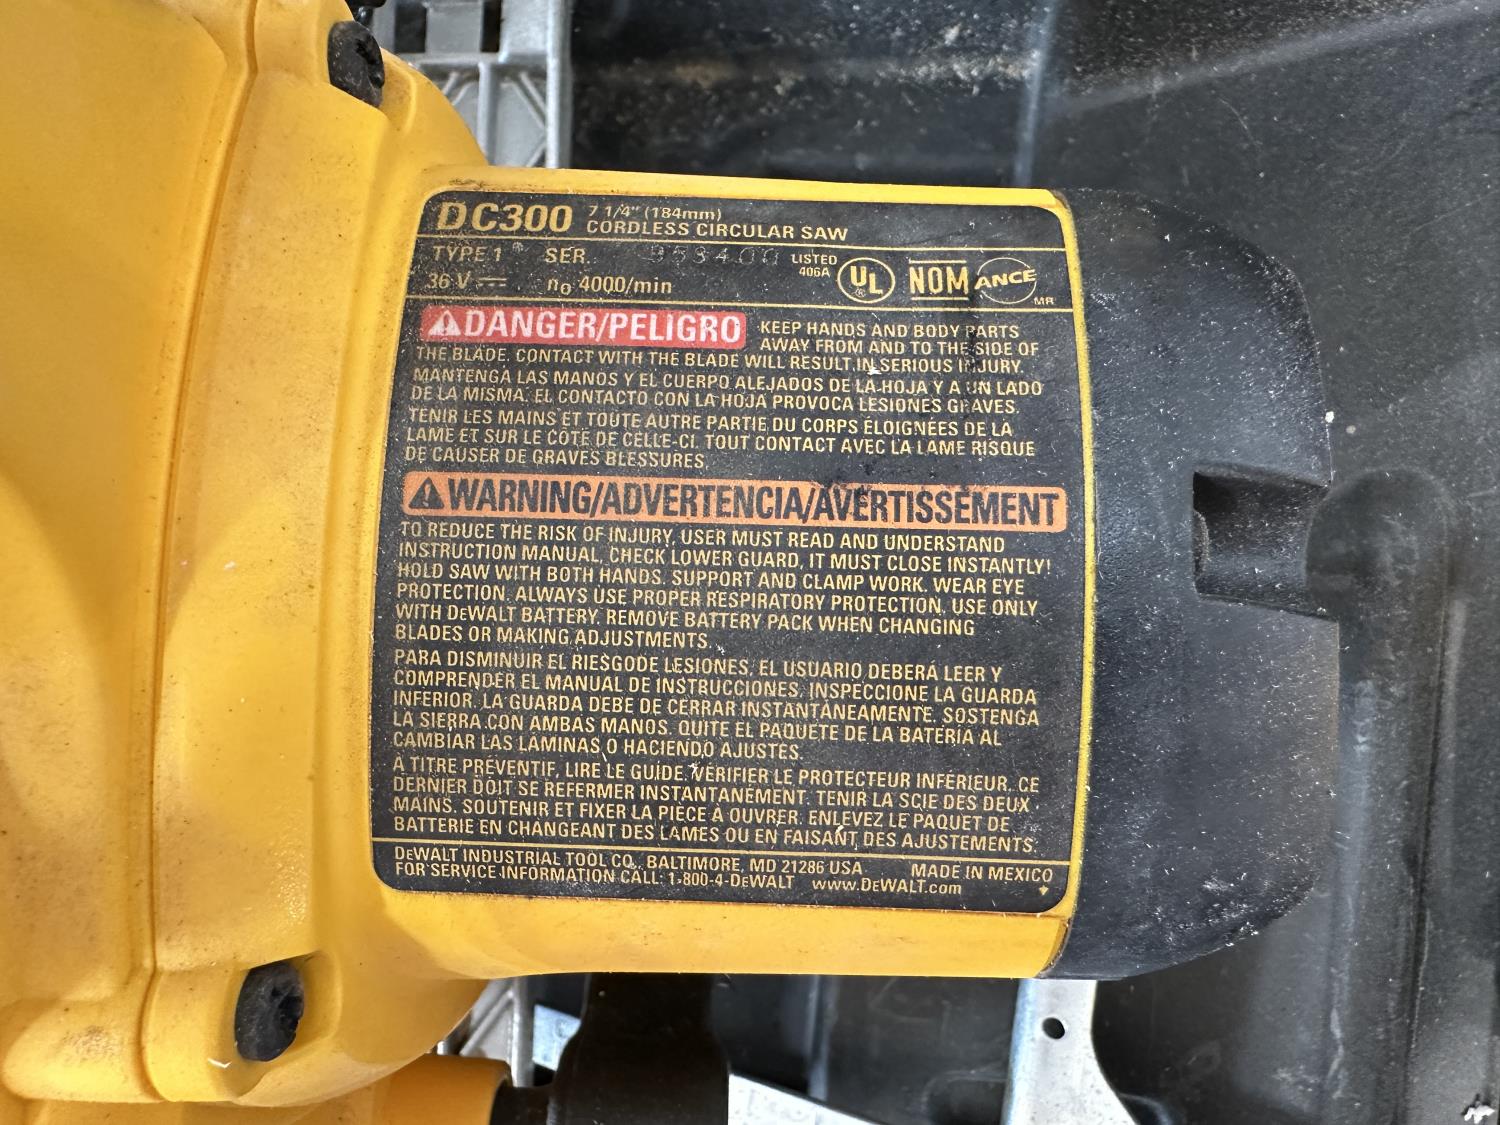 DC300 7 1/4" (184mm)
CORDLESS CIRCULAR SAW
TYPE 1 SER. 958400 LISTED
406A
UL
®
NOM
ANCE
MR
36 V n₀ 4000/min
DANGER/PELIGRO KEEP HANDS AND BODY PARTS
AWAY FROM AND TO THE SIDE OF
THE BLADE. CONTACT WITH THE BLADE WILL RESULT IN SERIOUS INJURY.
MANTENGA LAS MANOS Y EL CUERPO ALEJADOS DE LA HOJA Y A UN LADO
DE LA MISMA. EL CONTACTO CON LA HOJA PROVOCA LESIONES GRAVES.
TENIR LES MAINS ET TOUTE AUTRE PARTIE DU CORPS ÉLOIGNÉES DE LA
LAME ET SUR LE CÔTÉ DE CELLE-CI. TOUT CONTACT AVEC LA LAME RISQUE
DE CAUSER DE GRAVES BLESSURES.
WARNING/ADVERTENCIA/AVERTISSEMENT
TO REDUCE THE RISK OF INJURY, USER MUST READ AND UNDERSTAND
INSTRUCTION MANUAL, CHECK LOWER GUARD, IT MUST CLOSE INSTANTLY!
HOLD SAW WITH BOTH HANDS. SUPPORT AND CLAMP WORK. WEAR EYE
PROTECTION. ALWAYS USE PROPER RESPIRATORY PROTECTION. USE ONLY
WITH DEWALT BATTERY. REMOVE BATTERY PACK WHEN CHANGING
BLADES OR MAKING ADJUSTMENTS.
PARA DISMINUIR EL RIESGODE LESIONES, EL USUARIO DEBERÁ LEER Y
COMPRENDER EL MANUAL DE INSTRUCCIONES. INSPECCIONE LA GUARDA
INFERIOR. LA GUARDA DEBE DE CERRAR INSTANTÁNEAMENTE. SOSTENGA
LA SIERRA CON AMBAS MANOS. QUITE EL PAQUETE DE LA BATERÍA AL
CAMBIAR LAS LÁMINAS O HACIENDO AJUSTES.
À TITRE PRÉVENTIF, LIRE LE GUIDE. VÉRIFIER LE PROTECTEUR INFÉRIEUR. CE
DERNIER DOIT SE REFERMER INSTANTANÉMENT. TENIR LA SCIE DES DEUX
MAINS. SOUTENIR ET FIXER LA PIÈCE À OUVRER. ENLEVEZ LE PAQUET DE
BATTERIE EN CHANGEANT DES LAMES OU EN FAISANT DES AJUSTEMENTS.
DEWALT INDUSTRIAL TOOL CO., BALTIMORE, MD 21286 USA MADE IN MEXICO
FOR SERVICE INFORMATION CALL: 1-800-4-DEWALT www.DEWALT.com